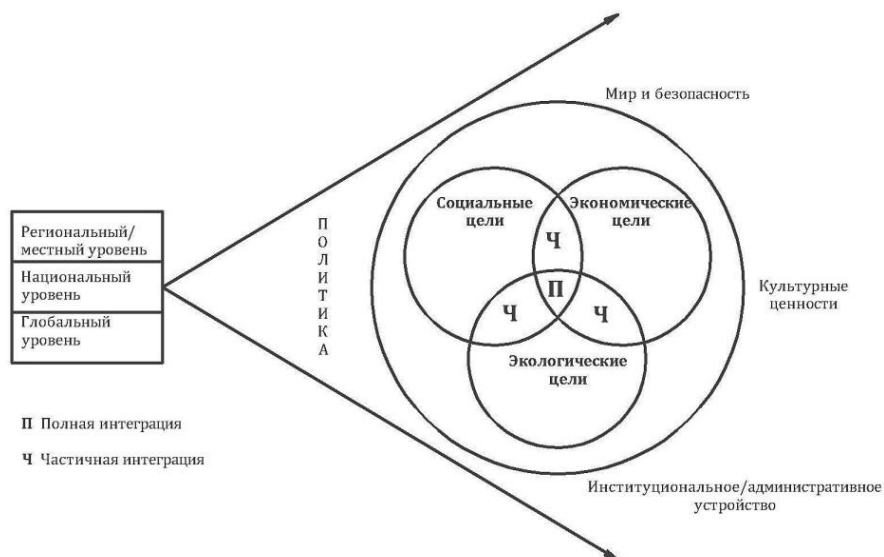 Мир и безопасность
Социальные
цели
Экономические
цели
Ч
П
Ч
Ч
Экологические
цели
Культурные
ценности
Институциональное/административное
устройство
П
О
Л
И
Т
И
К
А
Региональный/
местный уровень
Национальный
уровень
Глобальный
уровень
П Полная интеграция
Ч Частичная интеграция